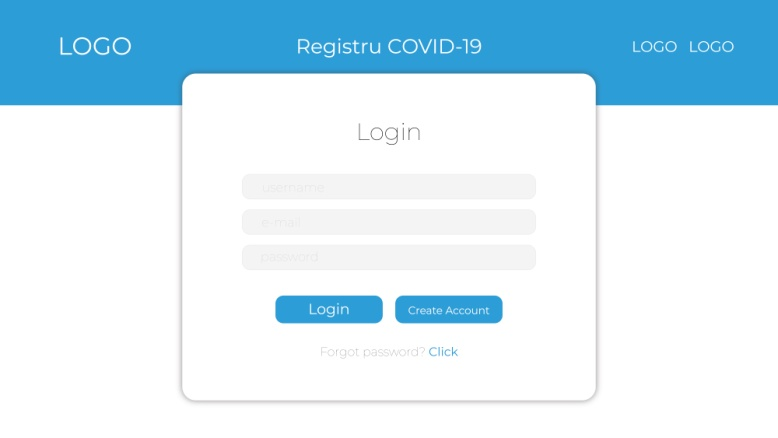 LOGO
Registru COVID-19
LOGO LOGO
Login
username
e-mail
password
Login
Create Account
Forgot password? Click